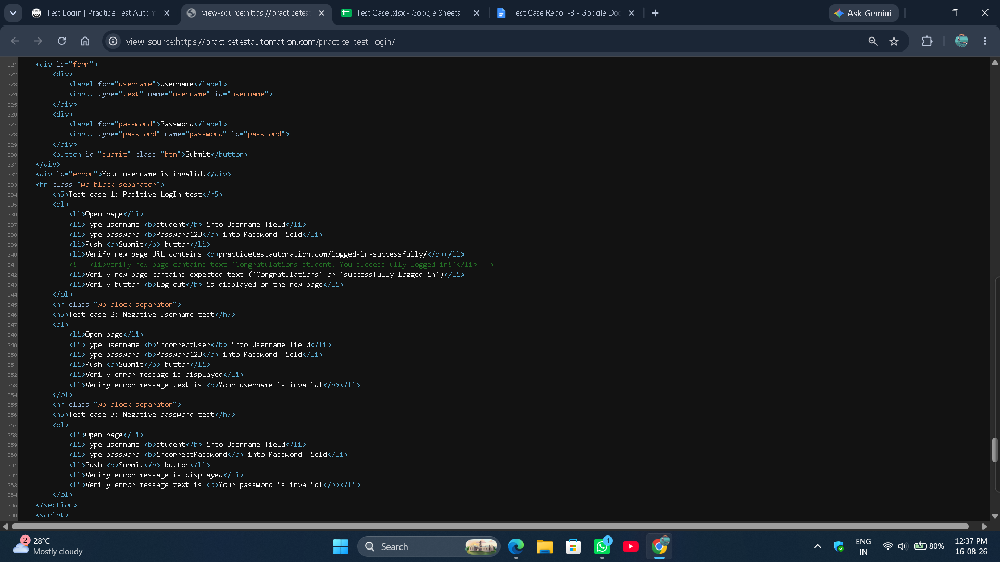 Test Login | Practice Test Autom
view-source:https://practicetes
Test Case .xlsx - Google Sheets
Test Case Repo.:-3 - Google Doc
Ask Gemini
view-source:https://practicetestautomation.com/practice-test-login/
321 <div id="form">
322 <div>
323 <label for="username">Username</label>
324 <input type="text" name="username" id="username">
325 </div>
326 <div>
327 <label for="password">Password</label>
328 <input type="password" name="password" id="password">
329 </div>
330 <button id="submit" class="btn">Submit</button>
331 </div>
332 <div id="error">Your username is invalid!</div>
333 <hr class="wp-block-separator">
334 <h5>Test case 1: Positive LogIn test</h5>
335 <ol>
336 <li>Open page</li>
337 <li>Type username <b>student</b> into Username field</li>
338 <li>Type password <b>Password123</b> into Password field</li>
339 <li>Push <b>Submit</b> button</li>
340 <li>Verify new page URL contains <b>practicetestautomation.com/logged-in-successfully/</b></li>
341 <!-- <li>Verify new page contains text 'Congratulations student. You successfully logged in!'</li> -->
342 <li>Verify new page contains expected text ('Congratulations' or 'successfully logged in')</li>
343 <li>Verify button <b>Log out</b> is displayed on the new page</li>
344 </ol>
345 <hr class="wp-block-separator">
346 <h5>Test case 2: Negative username test</h5>
347 <ol>
348 <li>Open page</li>
349 <li>Type username <b>incorrectUser</b> into Username field</li>
350 <li>Type password <b>Password123</b> into Password field</li>
351 <li>Push <b>Submit</b> button</li>
352 <li>Verify error message is displayed</li>
353 <li>Verify error message text is <b>Your username is invalid!</b></li>
354 </ol>
355 <hr class="wp-block-separator">
356 <h5>Test case 3: Negative password test</h5>
357 <ol>
358 <li>Open page</li>
359 <li>Type username <b>student</b> into Username field</li>
360 <li>Type password <b>incorrectPassword</b> into Password field</li>
361 <li>Push <b>Submit</b> button</li>
362 <li>Verify error message is displayed</li>
363 <li>Verify error message text is <b>Your password is invalid!</b></li>
364 </ol>
365 </section>
366 <script>
2
28°C
Mostly cloudy
Search
1
ENG
IN
80%
12:37 PM
16-08-26